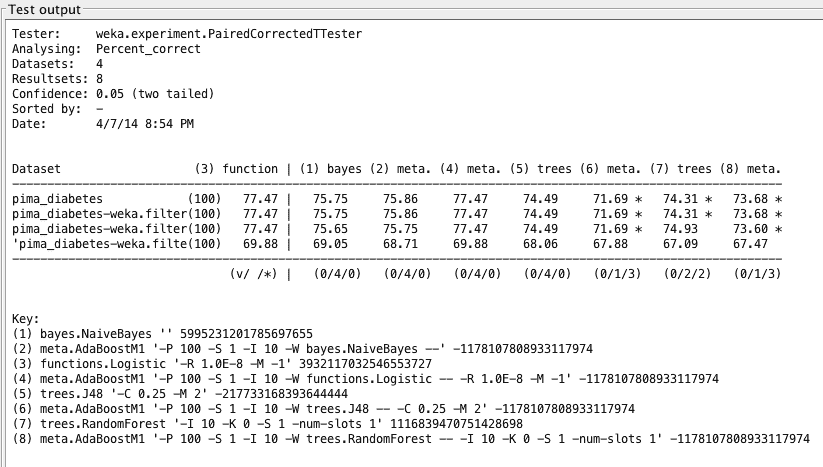 Test output
Tester: weka.experiment.PairedCorrectedTTester
Analysing: Percent_correct
Datasets: 4
Resultsets: 8
Confidence: 0.05 (two tailed)
Sorted by: -
Date: 4/7/14 8:54 PM
Dataset (3) function | (1) bayes (2) meta. (4) meta. (5) trees (6) meta. (7) trees (8) meta.
pima_diabetes (100) 77.47 | 75.75 75.86 77.47 74.49 71.69 * 74.31 * 73.68 *
pima_diabetes-weka.filter(100) 77.47 | 75.75 75.86 77.47 74.49 71.69 * 74.31 * 73.68 *
pima_diabetes-weka.filter(100) 77.47 | 75.65 75.75 77.47 74.49 71.69 * 74.93 73.60 *
'pima_diabetes-weka.filte(100) 69.88 | 69.05 68.71 69.88 68.06 67.88 67.09 67.47
(v/ /*) | (0/4/0) (0/4/0) (0/4/0) (0/4/0) (0/1/3) (0/2/2) (0/1/3)
Key:
(1) bayes.NaiveBayes '' 5995231201785697655
(2) meta.AdaBoostM1 '-P 100 -S 1 -I 10 -W bayes.NaiveBayes --' -1178107808933117974
(3) functions.Logistic '-R 1.0E-8 -M -1' 3932117032546553727
(4) meta.AdaBoostM1 '-P 100 -S 1 -I 10 -W functions.Logistic -- -R 1.0E-8 -M -1' -1178107808933117974
(5) trees.J48 '-C 0.25 -M 2' -217733168393644444
(6) meta.AdaBoostM1 '-P 100 -S 1 -I 10 -W trees.J48 -- -C 0.25 -M 2' -1178107808933117974
(7) trees.RandomForest '-I 10 -K 0 -S 1 -num-slots 1' 1116839470751428698
(8) meta.AdaBoostM1 '-P 100 -S 1 -I 10 -W trees.RandomForest -- -I 10 -K 0 -S 1 -num-slots 1' -1178107808933117974